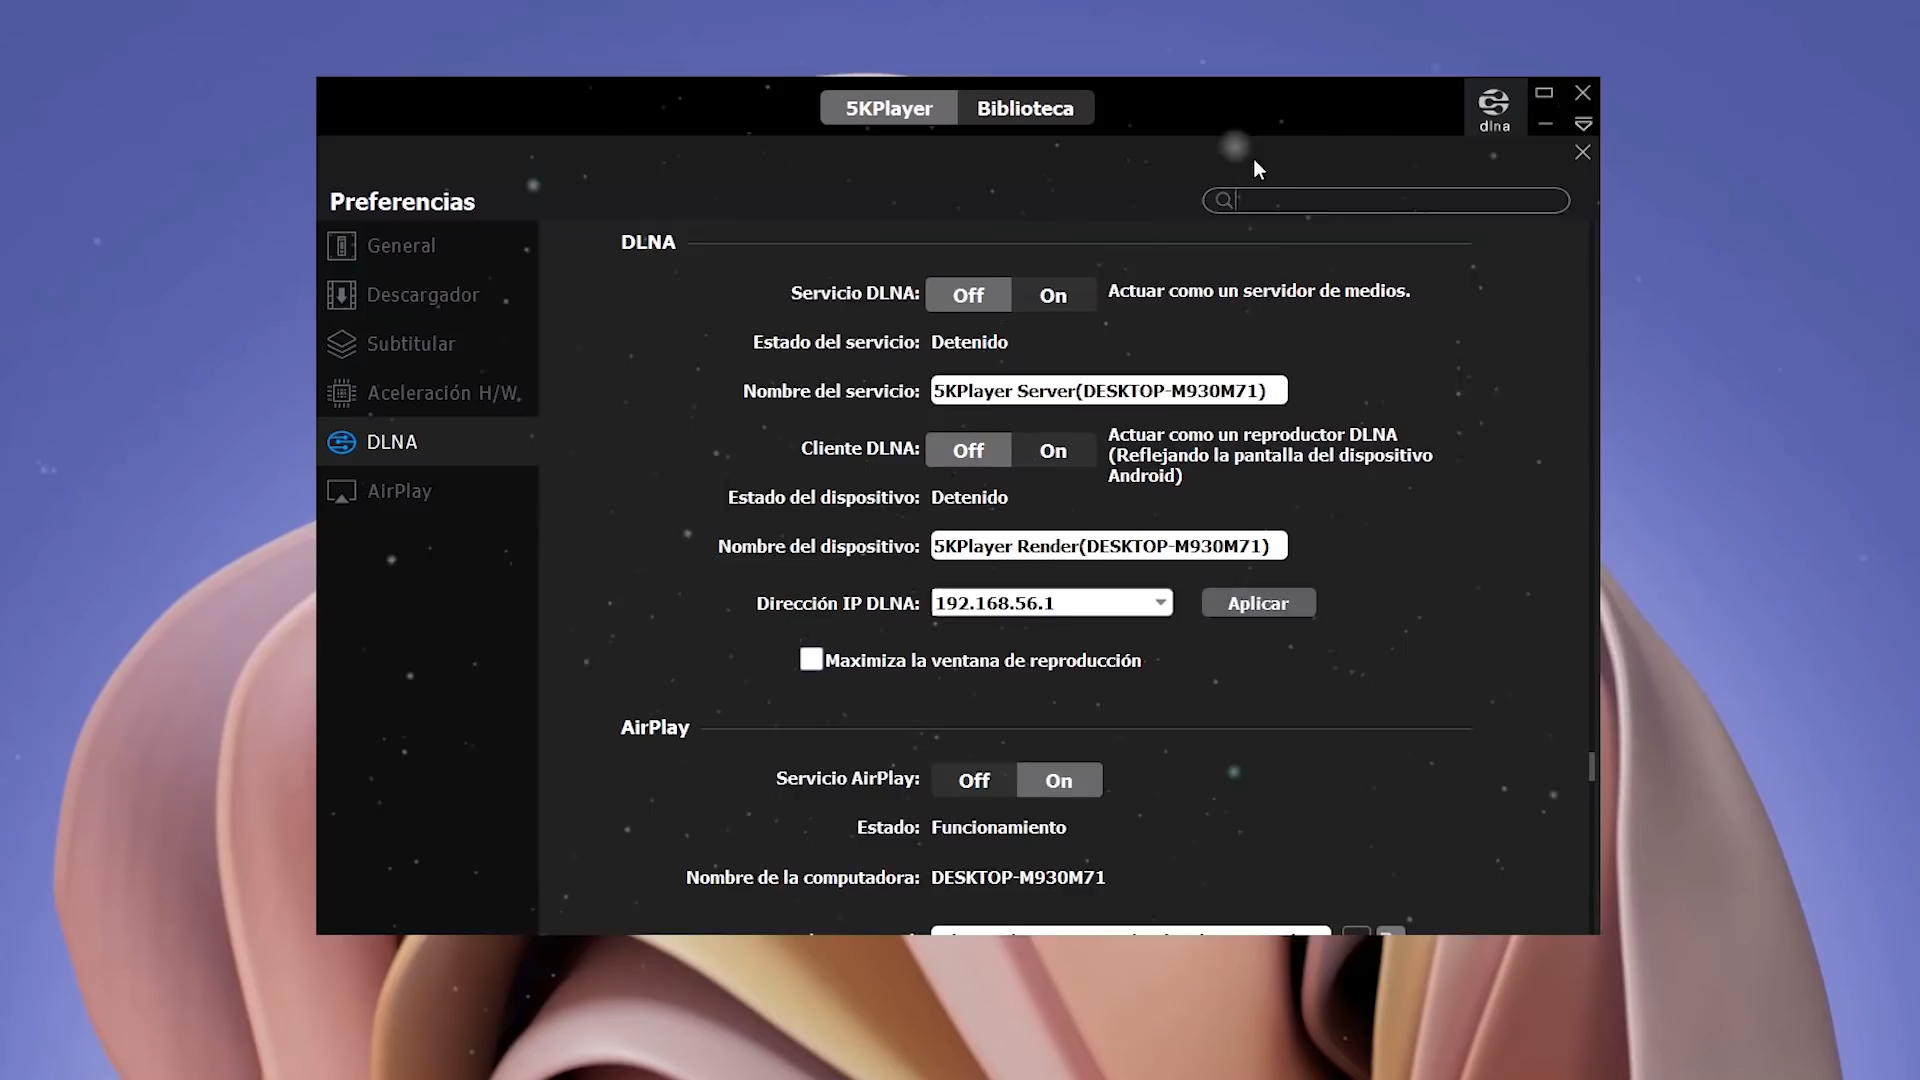 5KPlayer Biblioteca
dlna
Preferencias
General
Descargador
Subtitular
Aceleración H/W
DLNA
AirPlay
DLNA
Servicio DLNA: Off On Actuar como un servidor de medios.
Estado del servicio: Detenido
Nombre del servicio: 5KPlayer Server(DESKTOP-M930M71)
Cliente DLNA: Off On Actuar como un reproductor DLNA
(Reflejando la pantalla del dispositivo
Android)
Estado del dispositivo: Detenido
Nombre del dispositivo: 5KPlayer Render(DESKTOP-M930M71)
Dirección IP DLNA: 192.168.56.1 Aplicar
Maximiza la ventana de reproducción
AirPlay
Servicio AirPlay: Off On
Estado: Funcionamiento
Nombre de la computadora: DESKTOP-M930M71